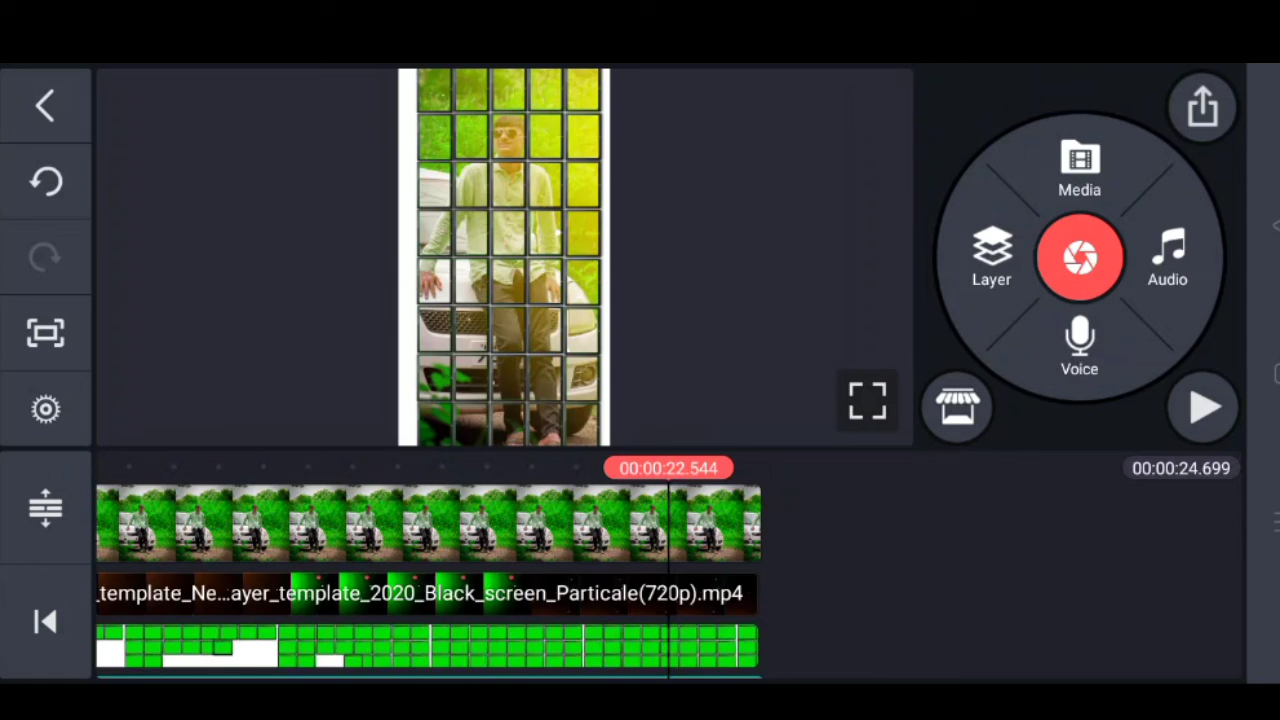 Media
Layer
Audio
Voice
00:00:22.544
00:00:24.699
_template_Ne...ayer_template_2020_Black_screen_Particale(720p).mp4